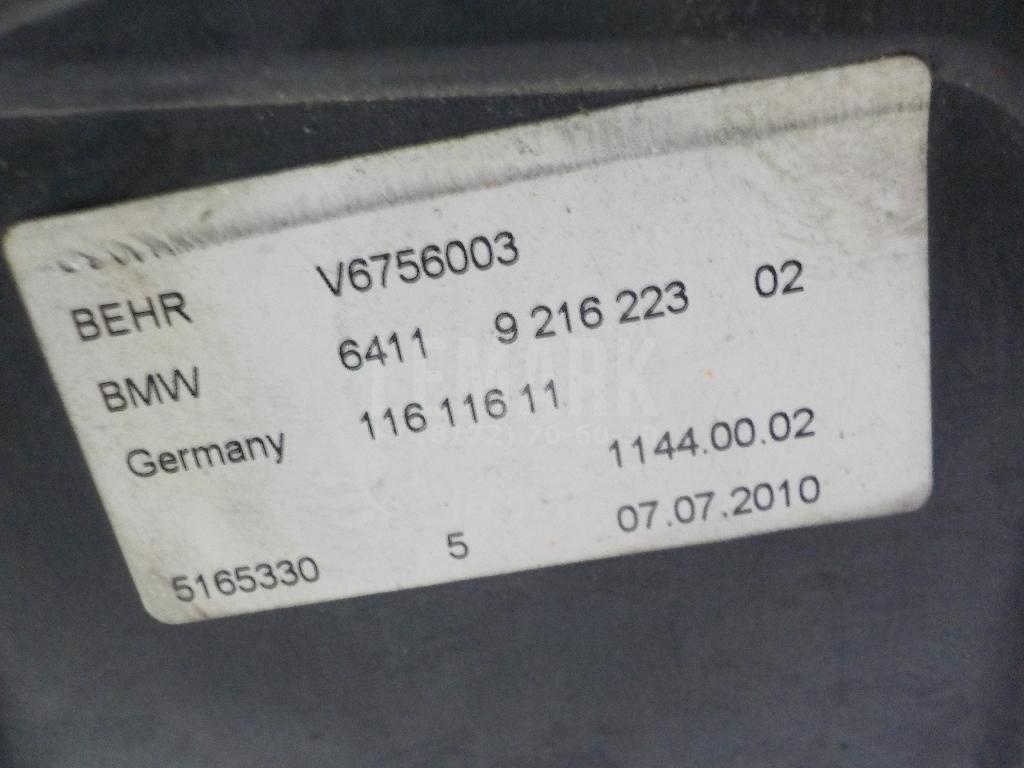 BEHR V6756003
BMW 6411 9 216 223 02
Germany 116 116 11
1144.00.02
5165330 5 07.07.2010